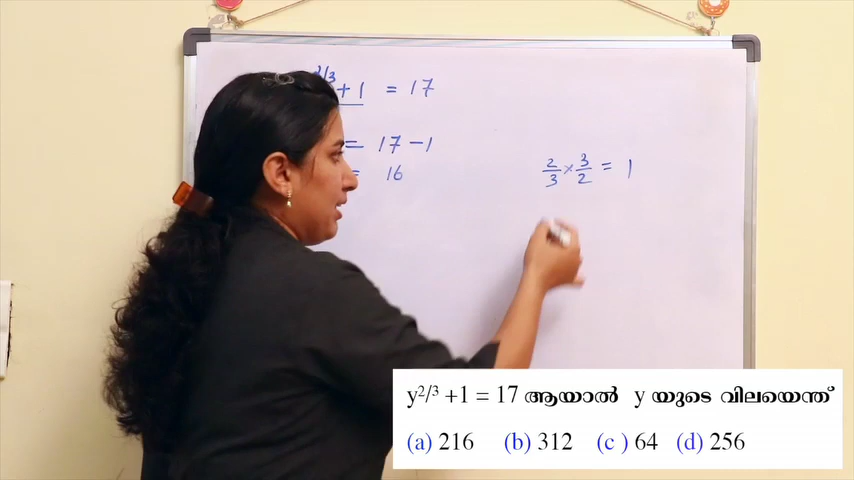 2/3 + 1 = 17
= 17 - 1
= 16
2/3 × 3/2 = 1
y²/³ +1 = 17 ആയാൽ y യുടെ വിലയെന്ത്
(a) 216 (b) 312 (c ) 64 (d) 256